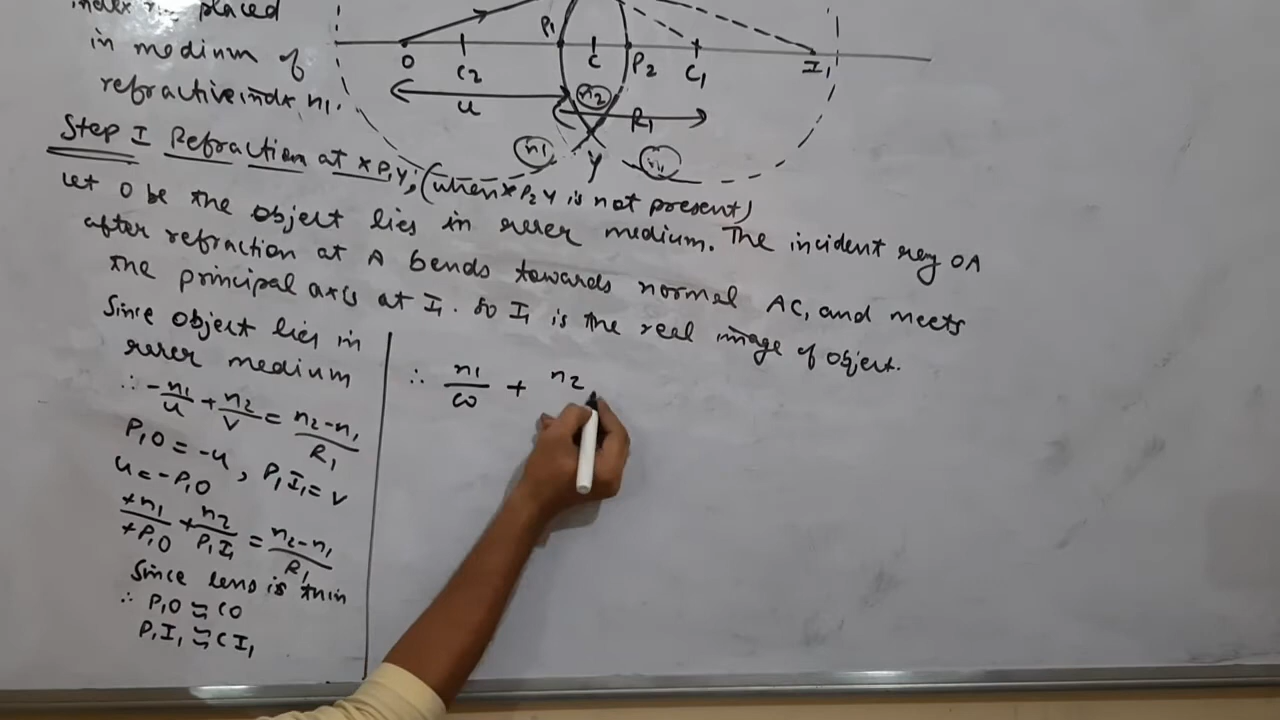 placed
in medium of
refractive index n1.
P1
O
C2
C
P2
C1
I1
u
n2
R1
n1
Y
n1
Step I Refraction at XP1Y; (when XP2Y is not present)
Let O be the object lies in rarer medium. The incident ray OA
after refraction at A bends towards normal AC1 and meets
the principal axis at I1. So I1 is the real image of object.
Since object lies in
rarer medium
∴ -n1/u + n2/v = n2-n1/R1
P1O = -u, P1I1 = v
u = -P1O
+n1/+P1O + n2/P1I1 = n2-n1/R1
Since lens is thin
∴ P1O ≈ CO
P1I1 ≈ CI1
∴ n1/CO + n2